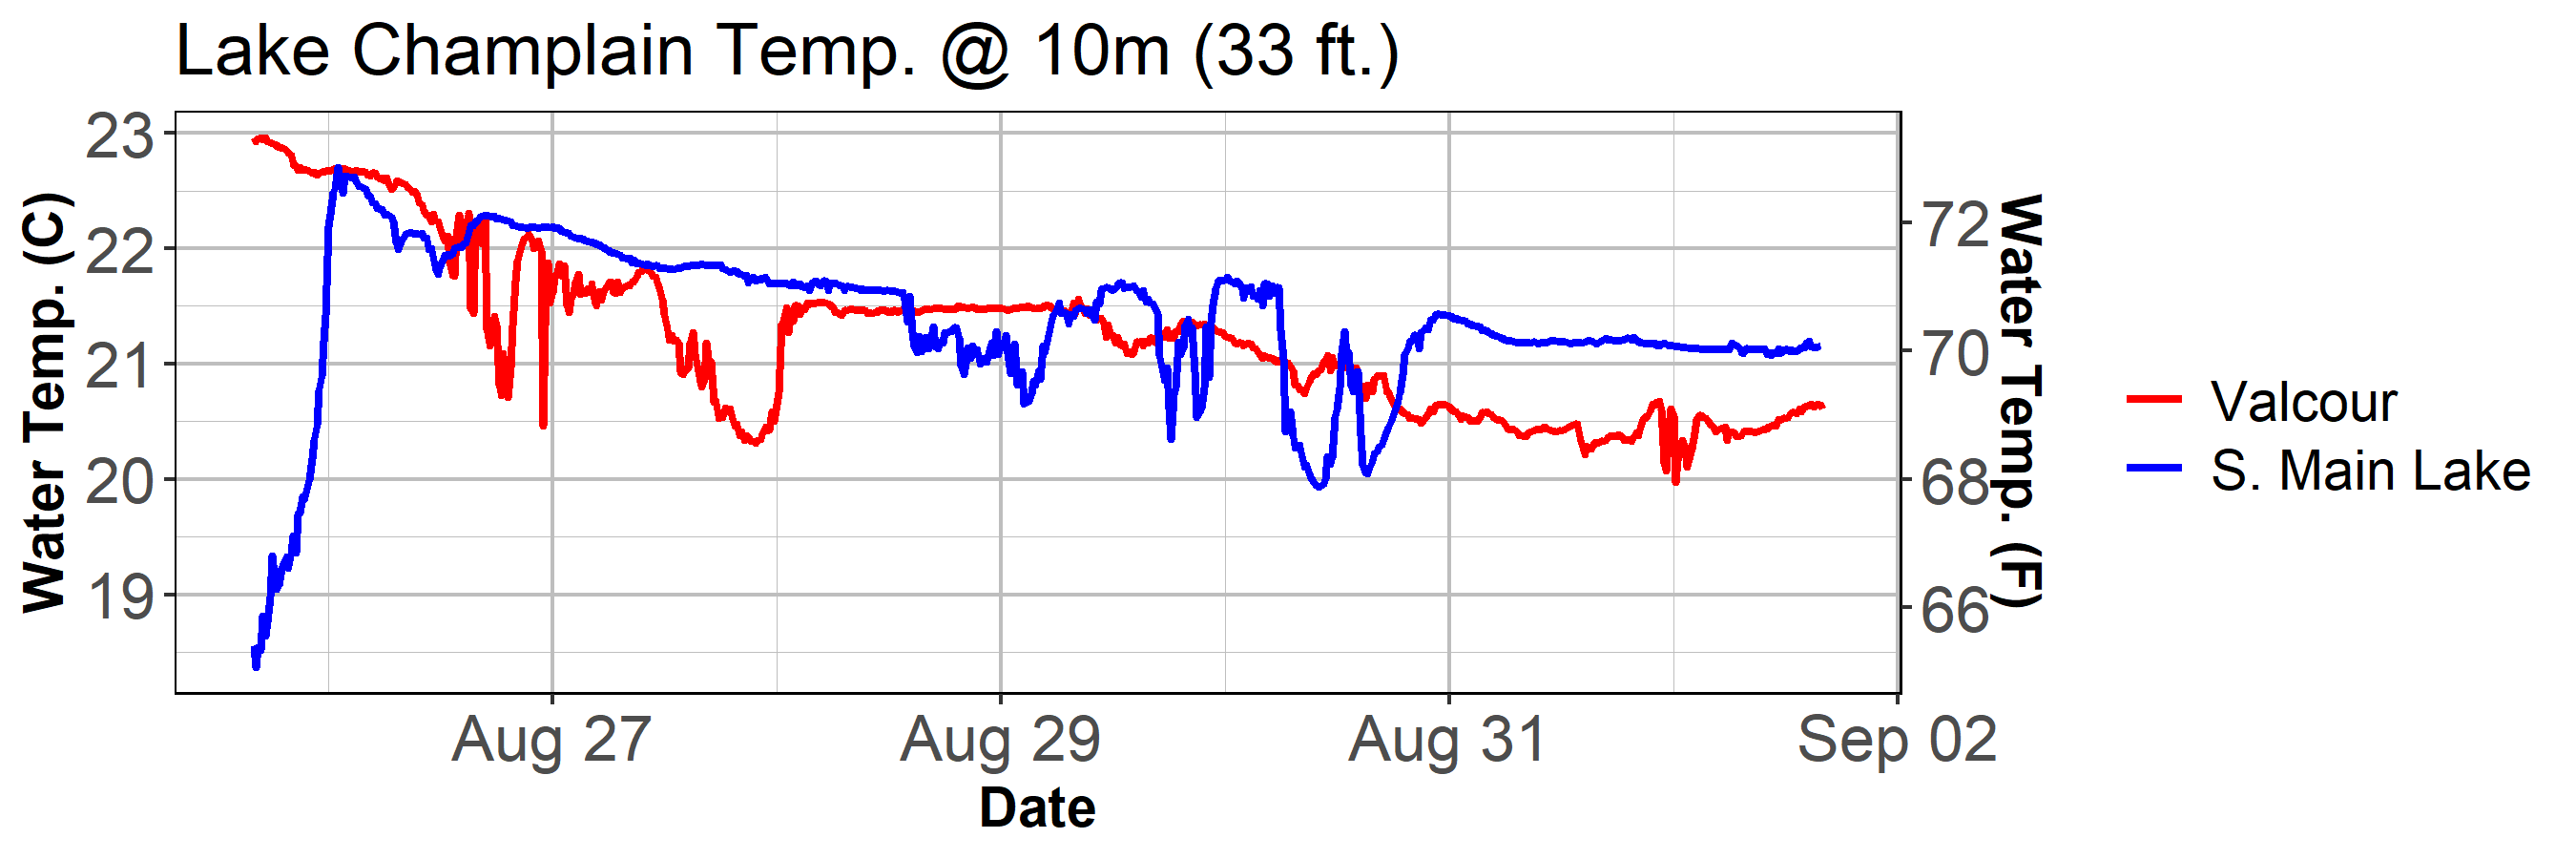 Lake Champlain Temp. @ 10m (33 ft.)
Water Temp. (C)
23
22
21
20
19
72
70
68
66
Water Temp. (F)
Aug 27
Aug 29
Aug 31
Sep 02
Date
Valcour
S. Main Lake